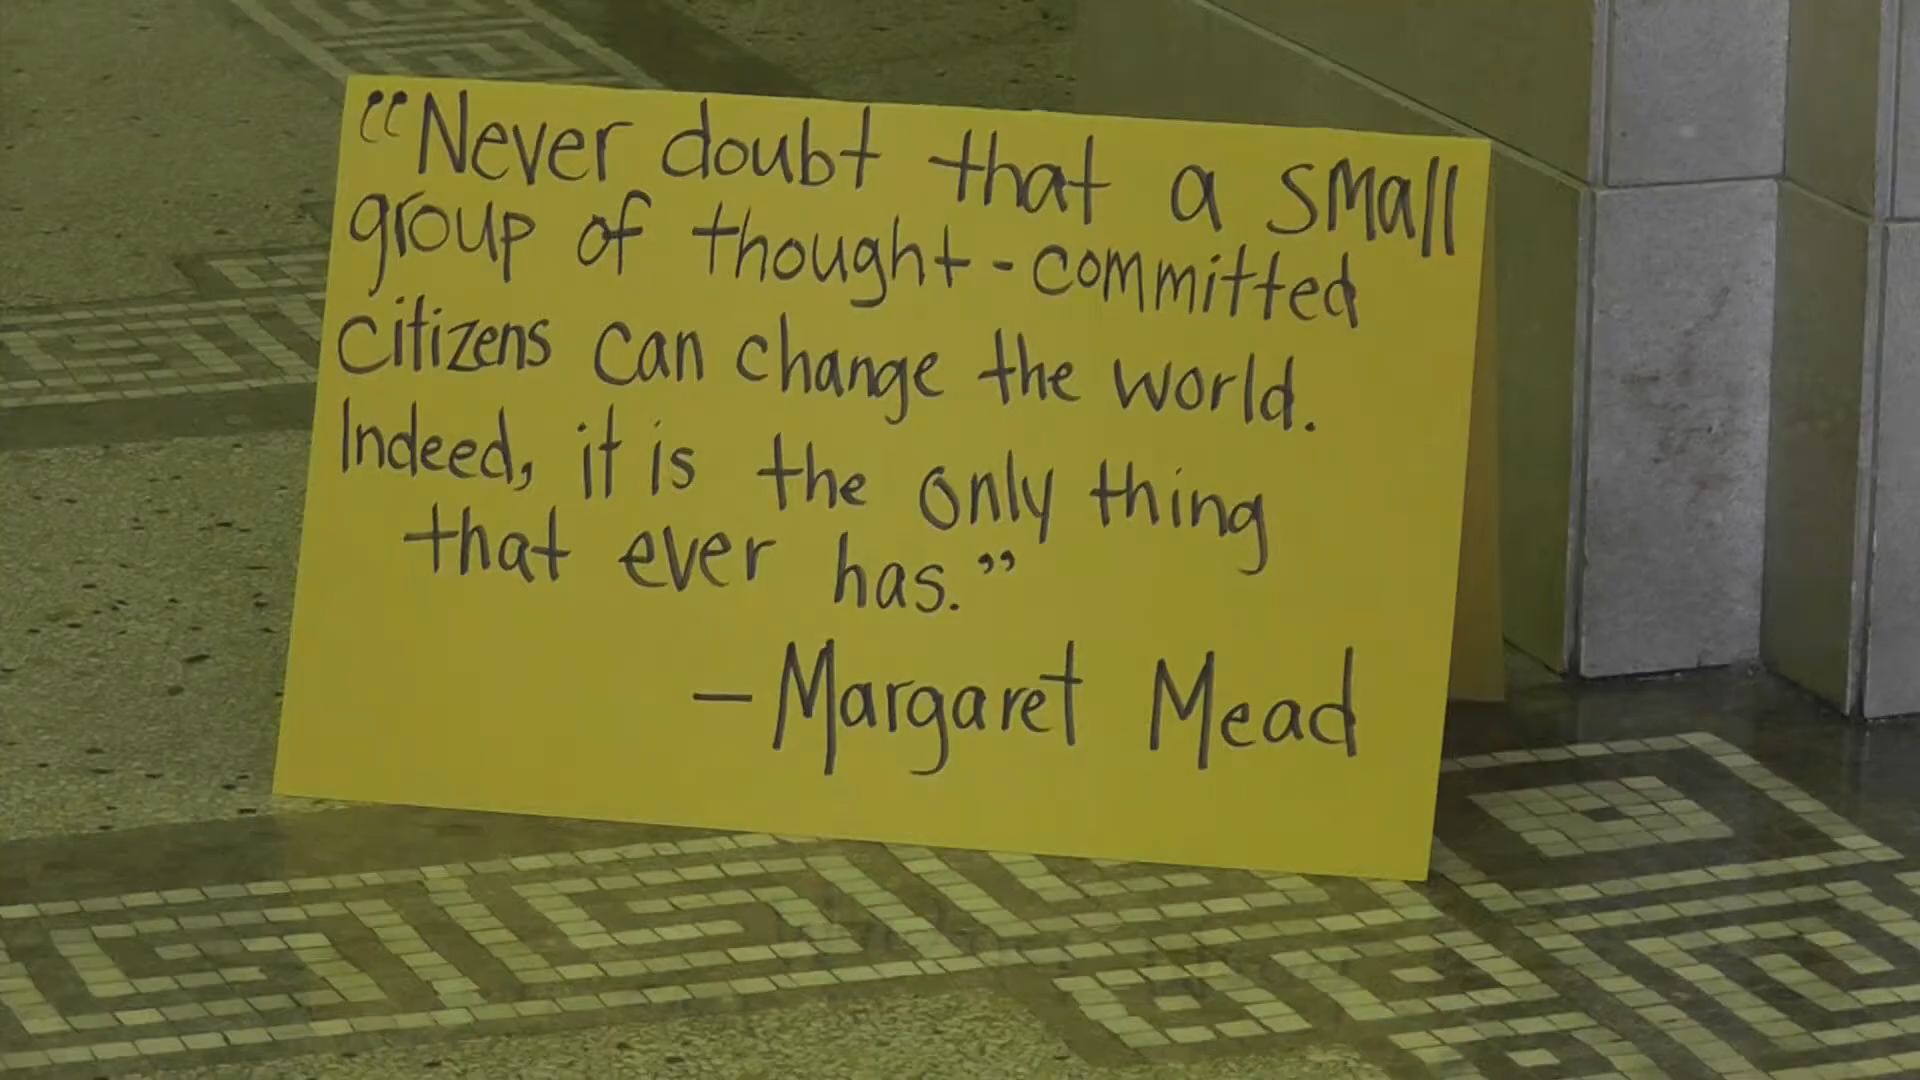 “Never doubt that a small
group of thought-committed
citizens can change the world.
Indeed, it is the only thing
that ever has.”
—Margaret Mead